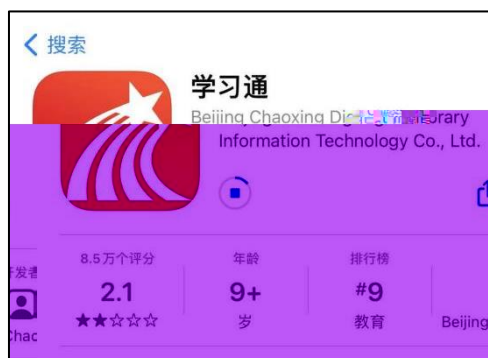 搜索
学习通
Beijing Chaoxing
Information Technology Co., Ltd.
8.5万个评分
年龄
排行榜
2.1
9+
#9
★★☆☆☆
岁
教育
Beijing